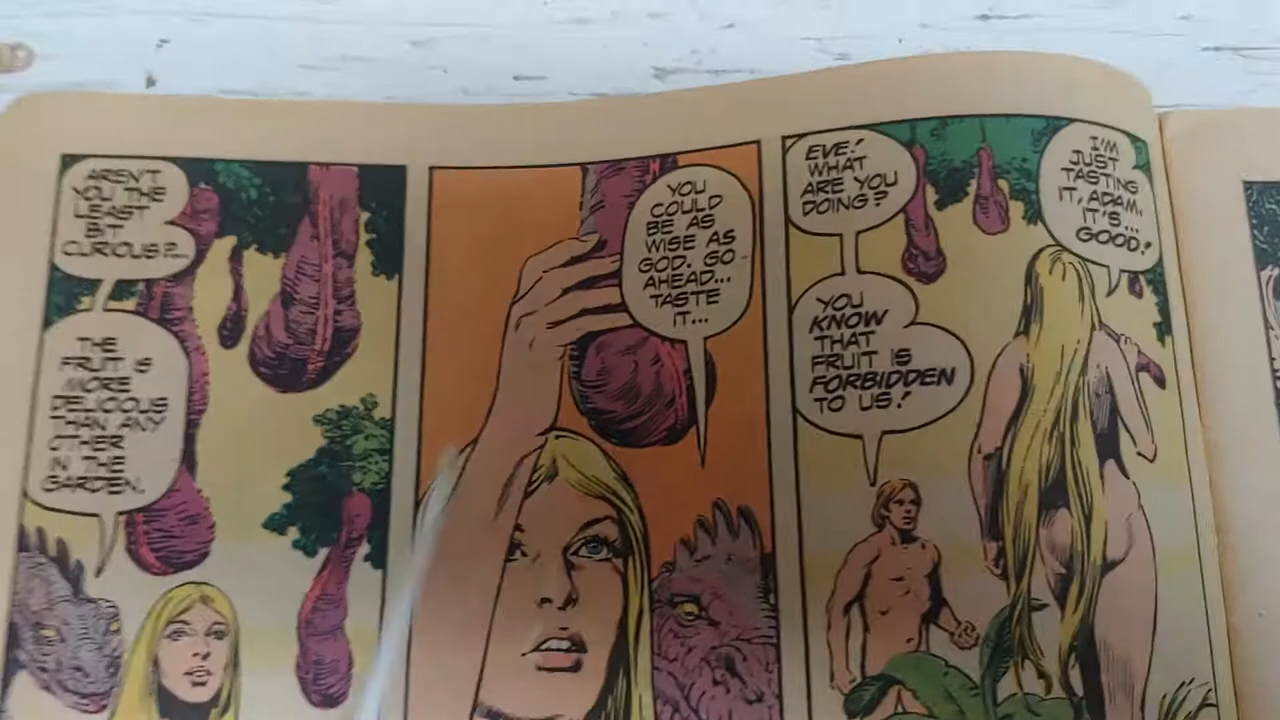 AREN'T
YOU THE
LEAST
BIT
CURIOUS?...
THE
FRUIT IS
MORE
DELICIOUS
THAN ANY
OTHER
IN THE
GARDEN.
YOU
COULD
BE AS
WISE AS
GOD. GO
AHEAD...
TASTE
IT...
EVE!
WHAT
ARE YOU
DOING?
YOU
KNOW
THAT
FRUIT IS
FORBIDDEN
TO US!
I'M
JUST
TASTING
IT, ADAM.
IT'S...
GOOD!